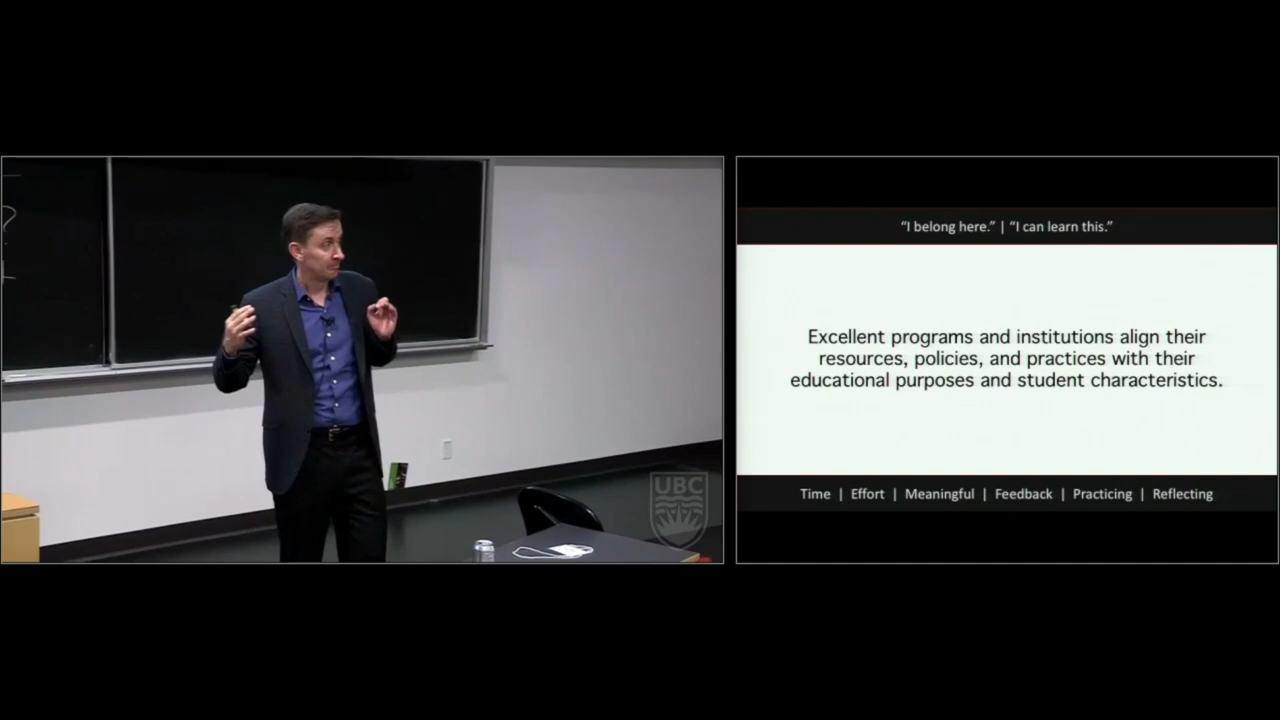 UBC
“I belong here.” | “I can learn this.”
Excellent programs and institutions align their
resources, policies, and practices with their
educational purposes and student characteristics.
Time | Effort | Meaningful | Feedback | Practicing | Reflecting